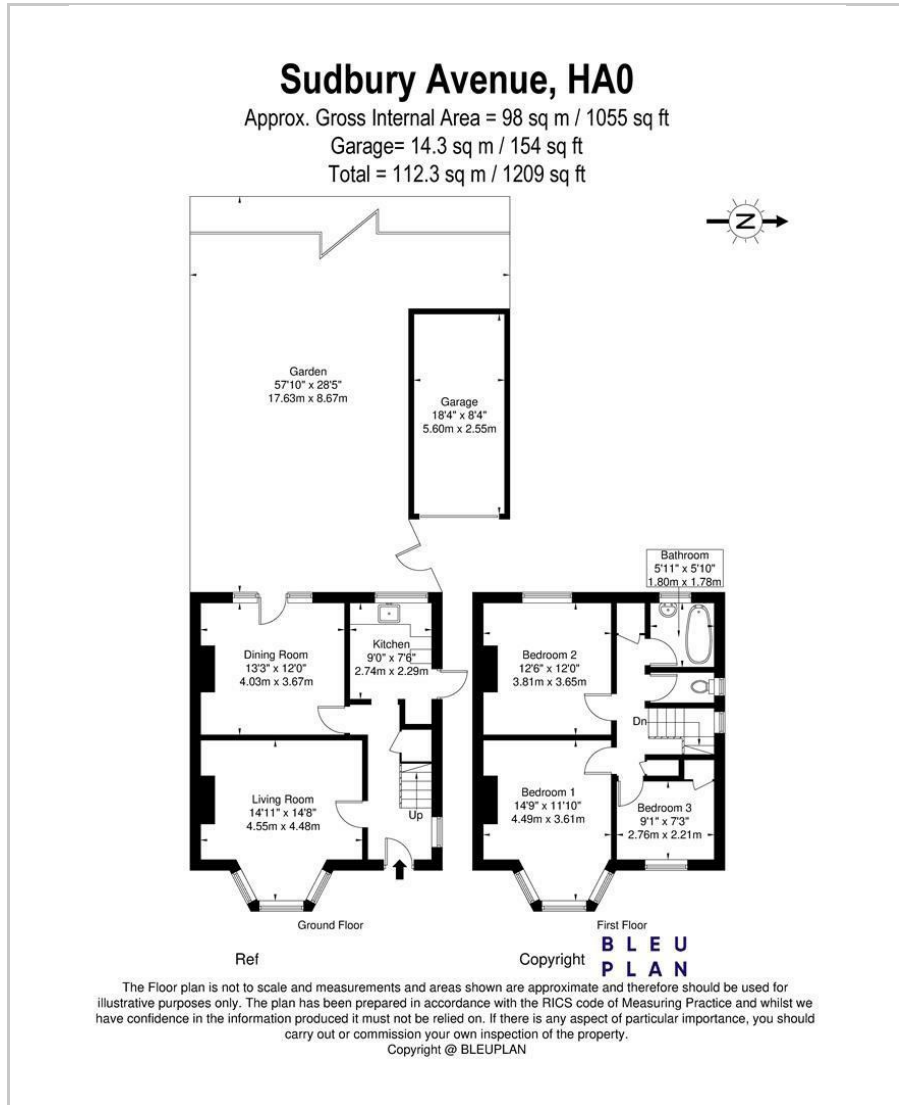 Sudbury Avenue, HA0
Approx. Gross Internal Area = 98 sq m / 1055 sq ft
Garage= 14.3 sq m / 154 sq ft
Total = 112.3 sq m / 1209 sq ft
N
Garden
57'10" x 28'5"
17.63m x 8.67m
Garage
18'4" x 8'4"
5.60m x 2.55m
Dining Room
13'3" x 12'0"
4.03m x 3.67m
Kitchen
9'0" x 7'6"
2.74m x 2.29m
Living Room
14'11" x 14'8"
4.55m x 4.48m
Up
Ground Floor
Bathroom
5'11" x 5'10"
1.80m x 1.78m
Bedroom 2
12'6" x 12'0"
3.81m x 3.65m
Dn
Bedroom 1
14'9" x 11'10"
4.49m x 3.61m
Bedroom 3
9'1" x 7'3"
2.76m x 2.21m
First Floor
Ref
Copyright
BLEU
PLAN
The Floor plan is not to scale and measurements and areas shown are approximate and therefore should be used for
illustrative purposes only. The plan has been prepared in accordance with the RICS code of Measuring Practice and whilst we
have confidence in the information produced it must not be relied on. If there is any aspect of particular importance, you should
carry out or commission your own inspection of the property.
Copyright @ BLEUPLAN